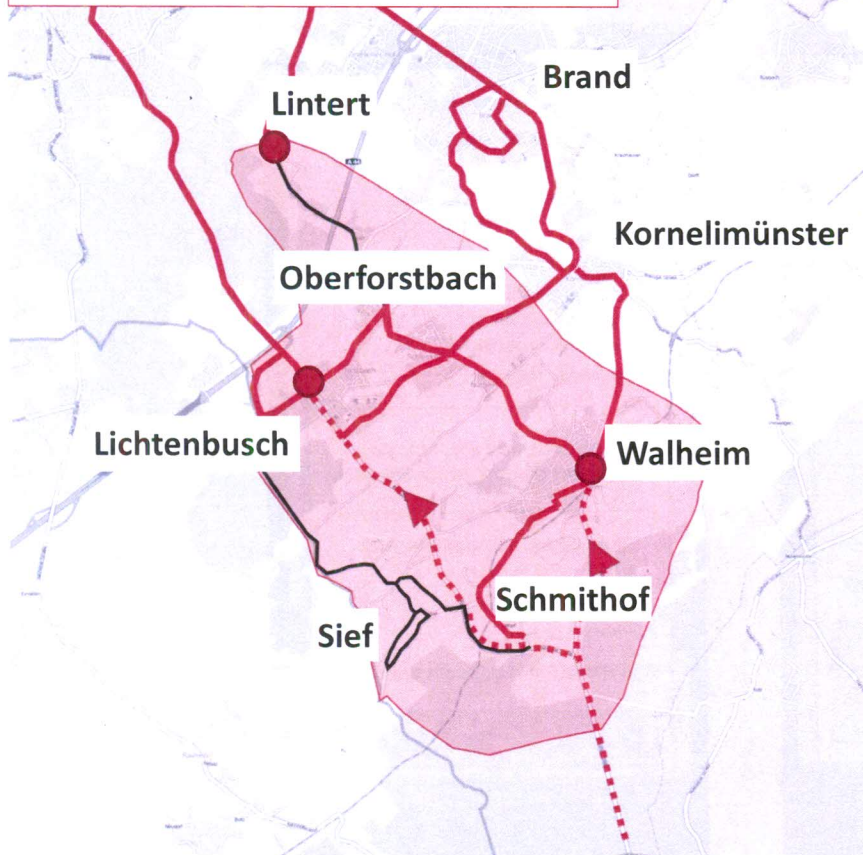 Brand
Lintert
Kornelimünster
Oberforstbach
Lichtenbusch
Walheim
Schmithof
Sief